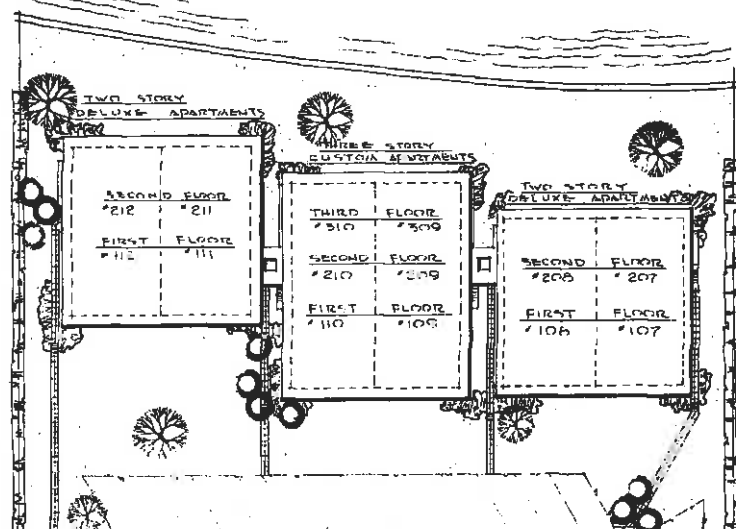 TWO STORY
DELUXE APARTMENTS
SECOND FLOOR
#212 #211
FIRST FLOOR
#112 #111
THREE STORY
CUSTOM APARTMENTS
THIRD FLOOR
#310 #309
SECOND FLOOR
#210 #209
FIRST FLOOR
#110 #109
TWO STORY
DELUXE APARTMENTS
SECOND FLOOR
#208 #207
FIRST FLOOR
#108 #107